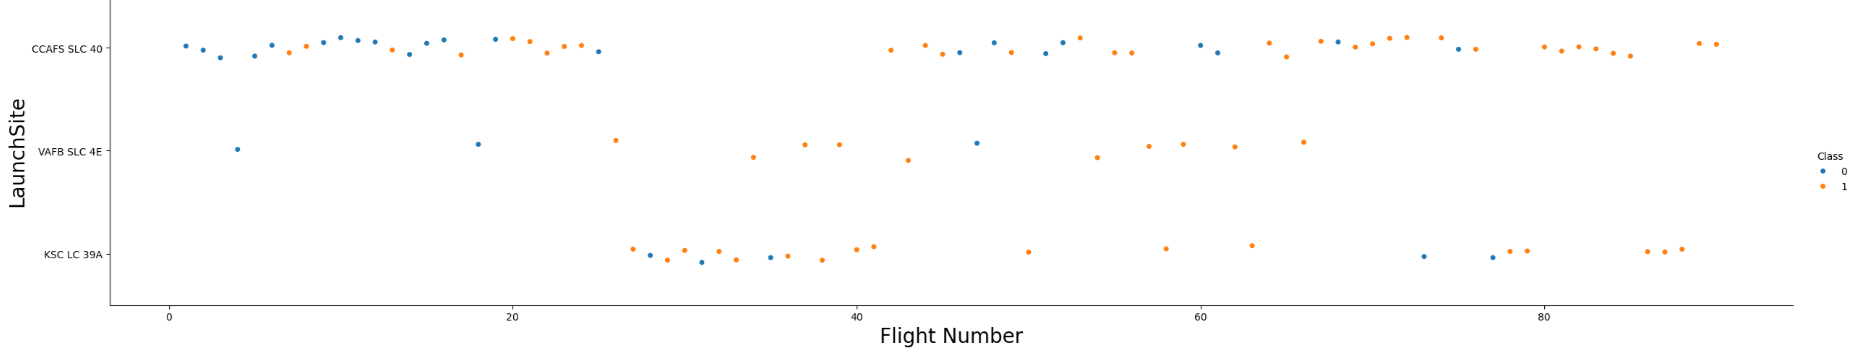 LaunchSite
CCAFS SLC 40
VAFB SLC 4E
KSC LC 39A
0 20 40 60 80
Flight Number
Class
0
1